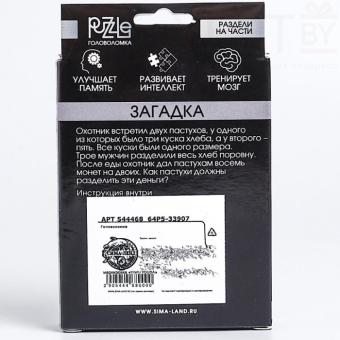 Puzzle
ГОЛОВОЛОМКА
РАЗДЕЛИ
НА ЧАСТИ
УЛУЧШАЕТ
ПАМЯТЬ
РАЗВИВАЕТ
ИНТЕЛЛЕКТ
ТРЕНИРУЕТ
МОЗГ
ЗАГАДКА
Охотник встретил двух пастухов, у одного
из которых было три куска хлеба, а у второго –
пять. Все куски были одного размера.
Трое мужчин разделили весь хлеб поровну.
После еды охотник дал пастухам восемь
монет на двоих. Как пастухи должны
разделить эти деньги?
Инструкция внутри
АРТ 544468 64P5-33907
Головоломка
WWW.SIMA-LAND.RU